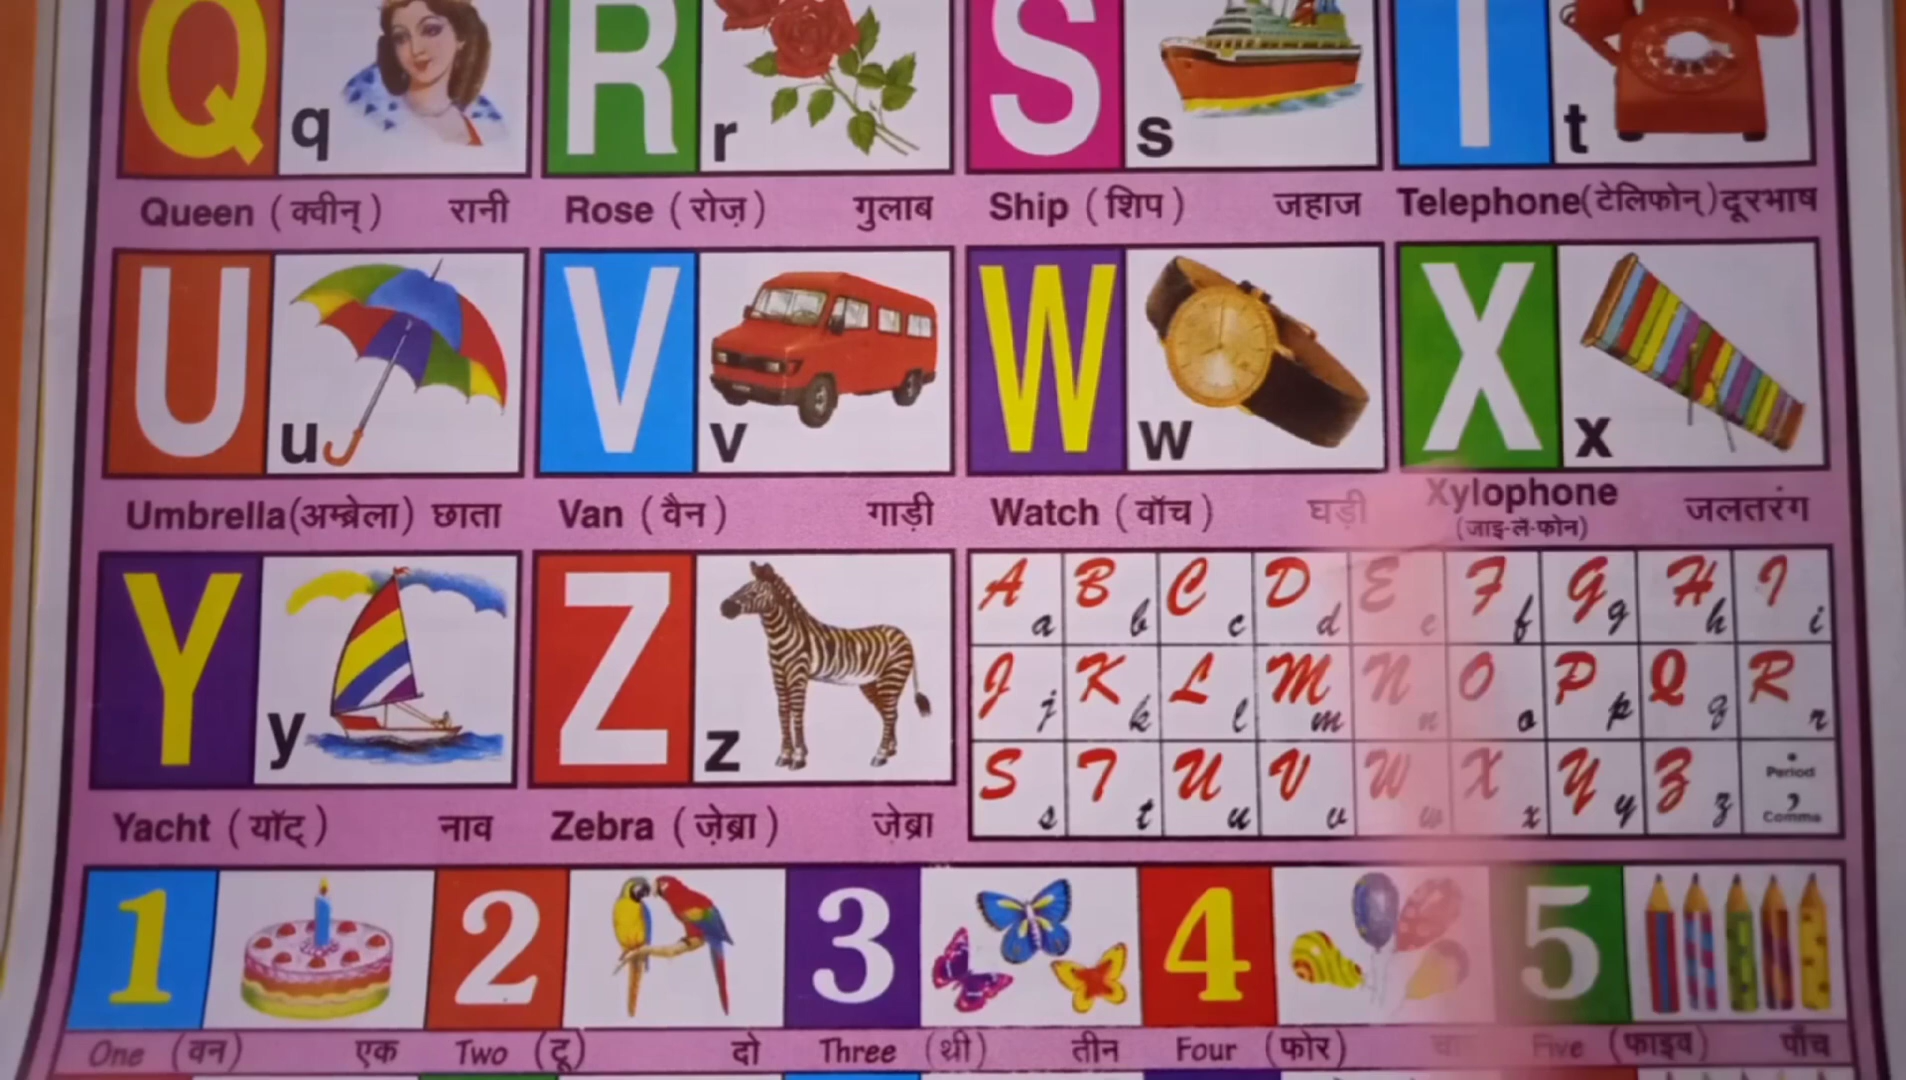 Q q R r S s T t
Queen (क्वीन्) रानी Rose (रोज़) गुलाब Ship (शिप) जहाज Telephone(टेलिफोन्) दूरभाष
U u V v W w X x
Umbrella(अम्ब्रेला) छाता Van (वैन) गाड़ी Watch (वॉच) घड़ी Xylophone
(जाइ-लॅ-फोन) जलतरंग
Y y Z z
A a B b C c D d E e F f G g H h I i
J j K k L l M m N n O o P p Q q R r
S s T t U u V v W w X x Y y Z z . Period
, Comma
Yacht (यॉट्) नाव Zebra (ज़ेब्रा) जे़ब्रा
1 2 3 4 5
One (वन) एक Two (टू) दो Three (थ्री) तीन Four (फोर) Five (फाइव) पाँच